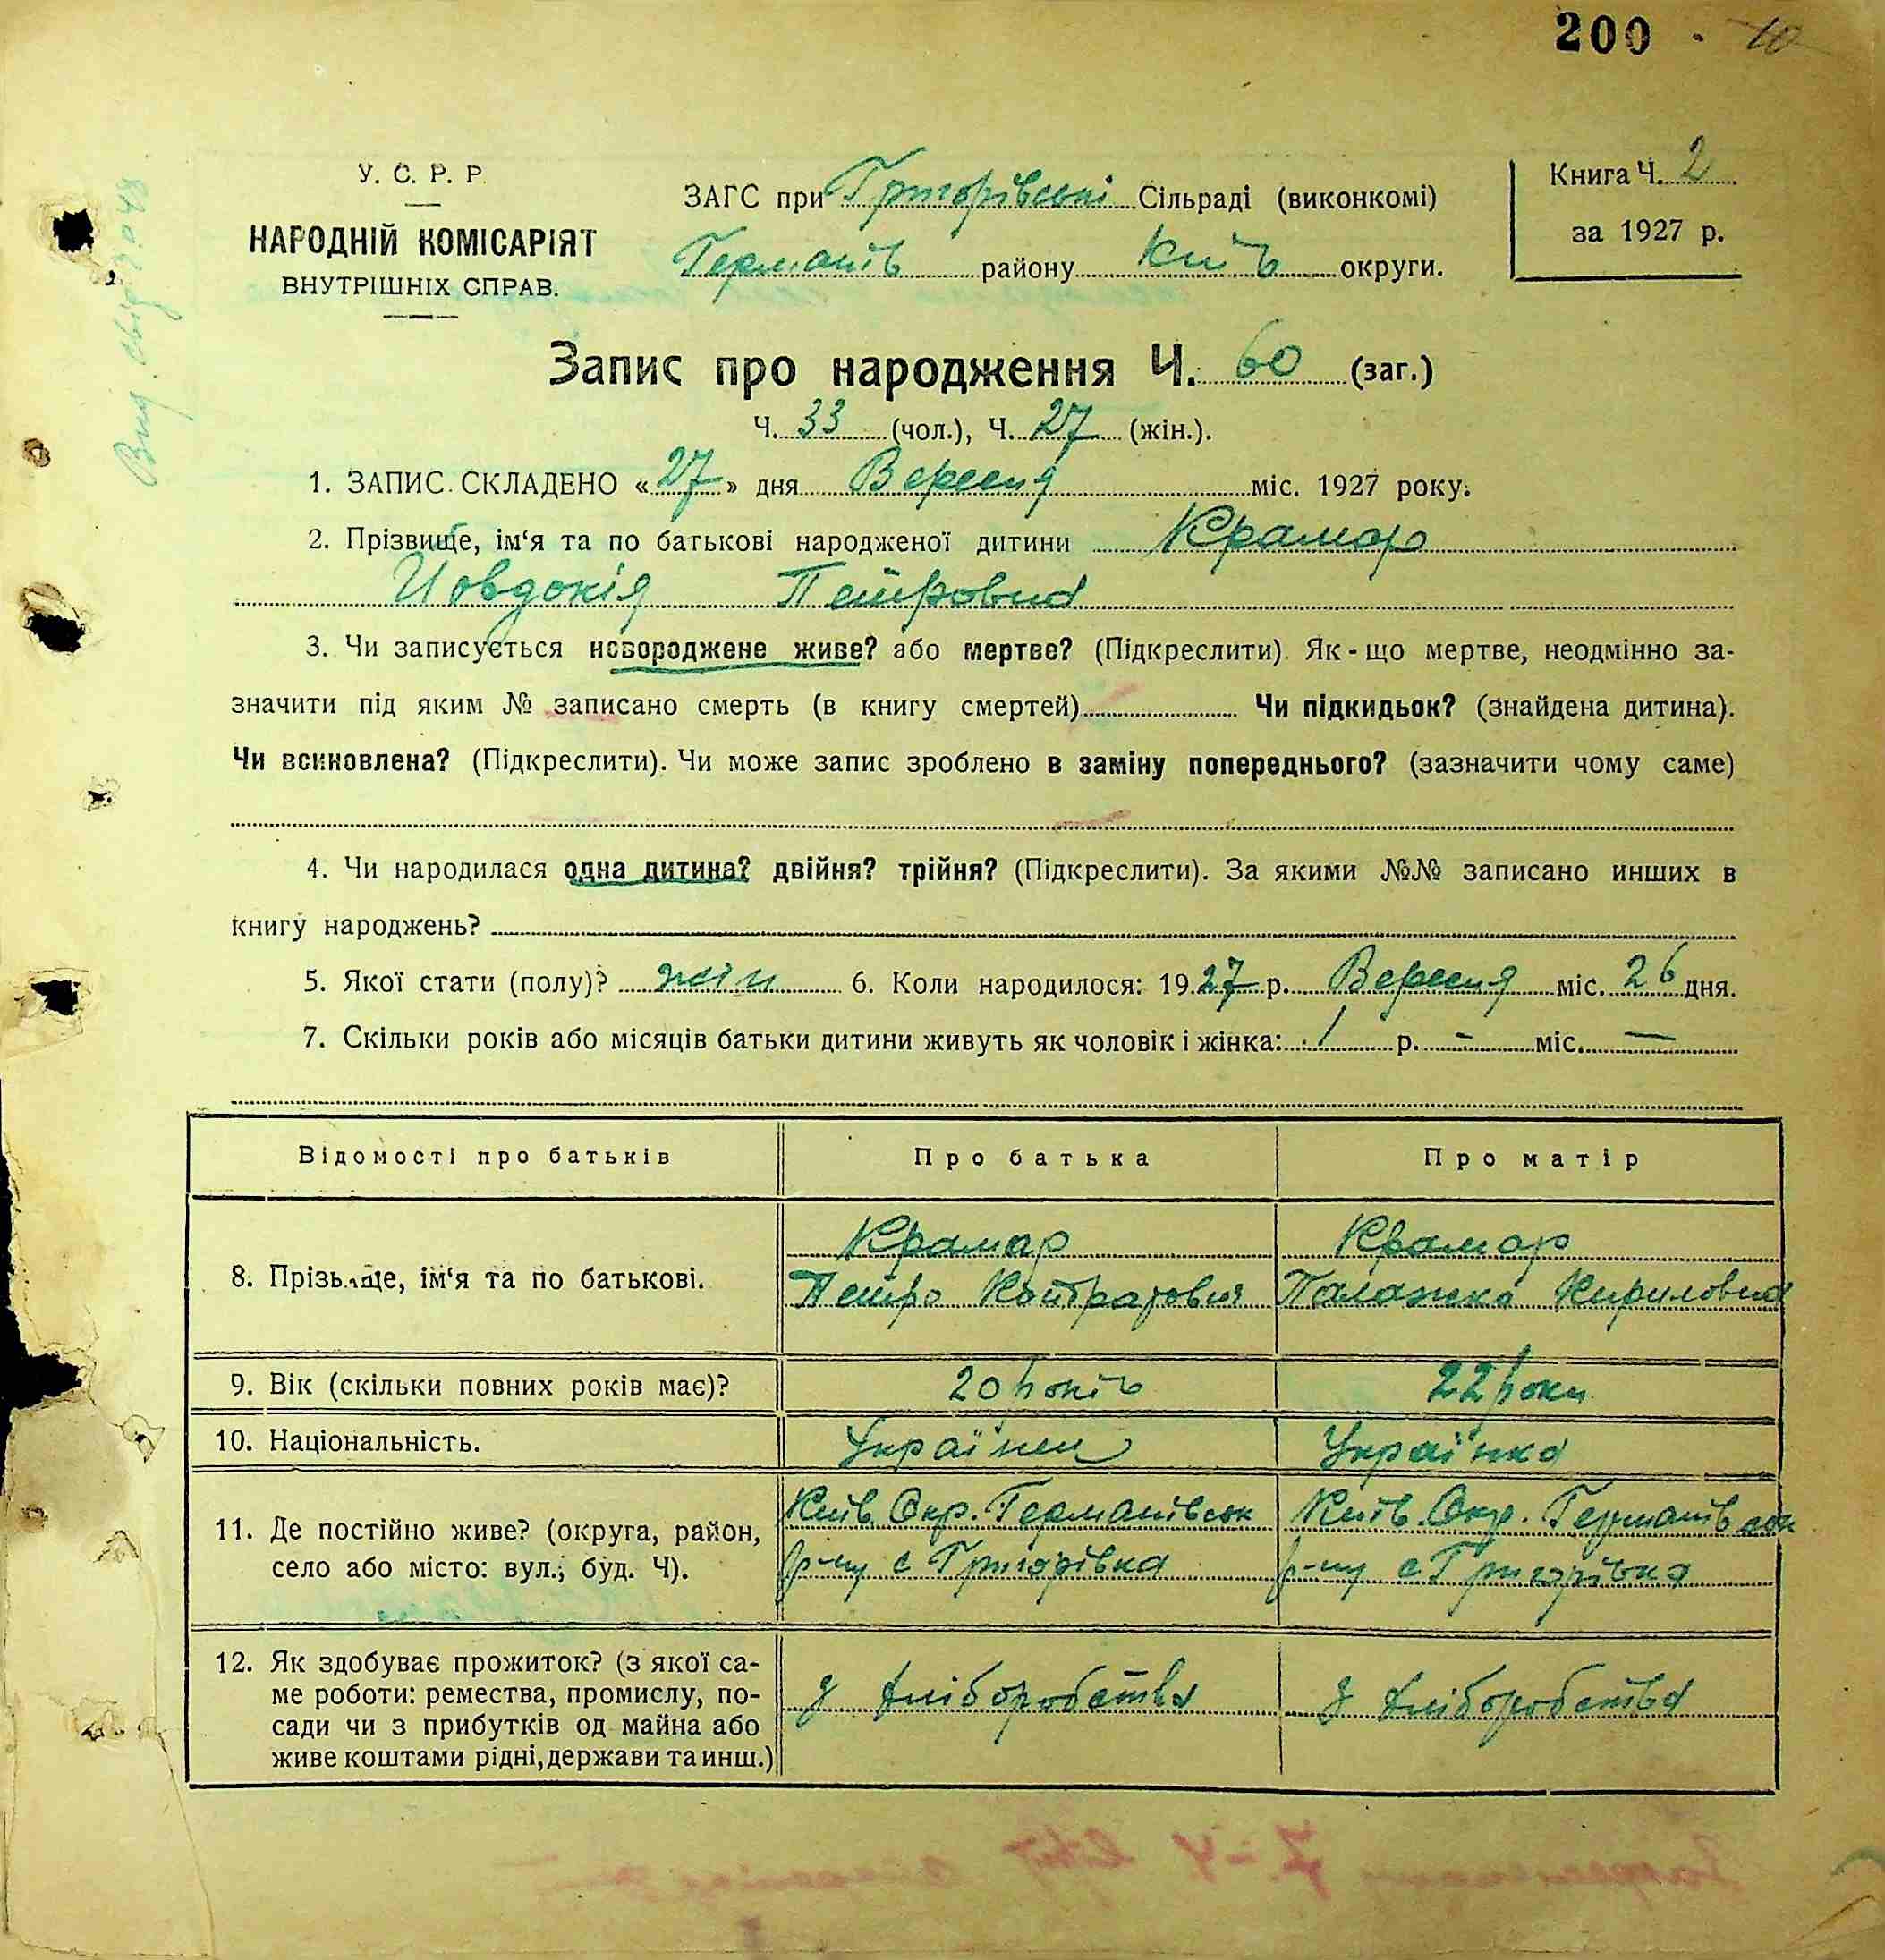 200 . 10
У. С. Р. Р.
НАРОДНІЙ КОМІСАРІЯТ
ВНУТРІШНІХ СПРАВ.
ЗАГС при Григорівські Сільраді (виконкомі)
Германів району Київ округи.
Книга Ч. 2
за 1927 р.
Запис про народження Ч. 60 (заг.)
Ч. 33 (чол.), Ч. 27 (жін.).
1. ЗАПИС СКЛАДЕНО «27» дня Вересня міс. 1927 року.
2. Прізвище, ім‘я та по батькові народженої дитини Крамар
Йовдокія Петровна
3. Чи записується новороджене живе? або мертве? (Підкреслити). Як-що мертве, неодмінно за-
значити під яким № записано смерть (в книгу смертей) Чи підкидьок? (знайдена дитина).
Чи всиновлена? (Підкреслити). Чи може запис зроблено в заміну попереднього? (зазначити чому саме)
4. Чи народилася одна дитина? двійня? трійня? (Підкреслити). За якими №№ записано инших в
книгу народжень?
5. Якої стати (полу)? жін 6. Коли народилося: 1927 р. Вересня міс. 26 дня.
7. Скільки років або місяців батьки дитини живуть як чоловік і жінка: 1 р. - міс. —
Відомості про батьків Про батька Про матір
8. Прізвище, ім‘я та по батькові.
Крамар
Петро Контратович
Крамар
Палажка Кириловна
9. Вік (скільки повних років має)? 20 років 22 роки
10. Національність. Українец Українка
11. Де постійно живе? (округа, район,
село або місто: вул.; буд. Ч).
Київ. Окр. Германівськ
р-ну с Григорівка
Київ. Окр. Германівськ
р-ну с Григорівка
12. Як здобуває прожиток? (з якої са-
ме роботи: ремества, промислу, по-
сади чи з прибутків од майна або
живе коштами рідні, держави та инш.)
З хліборобства
З хліборобства
Вид. свід.